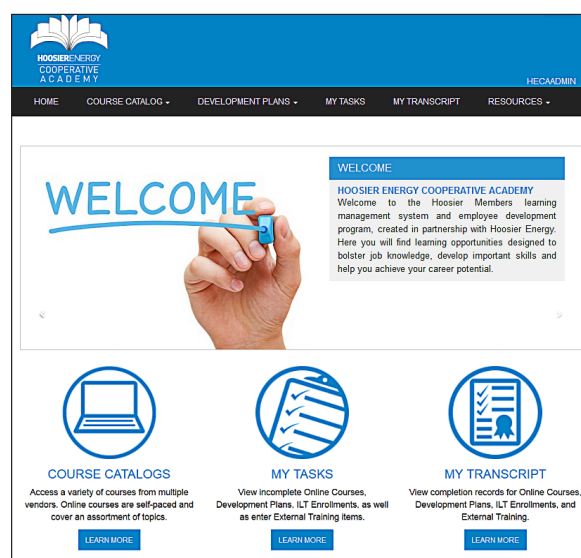 HOOSIERENERGY
COOPERATIVE
ACADEMY
HECAADMIN
HOME COURSE CATALOG DEVELOPMENT PLANS MY TASKS MY TRANSCRIPT RESOURCES
WELCOME
WELCOME
HOOSIER ENERGY COOPERATIVE ACADEMY
Welcome to the Hoosier Members learning
management system and employee development
program, created in partnership with Hoosier Energy.
Here you will find learning opportunities designed to
bolster job knowledge, develop important skills and
help you achieve your career potential.
COURSE CATALOGS
Access a variety of courses from multiple
vendors. Online courses are self-paced and
cover an assortment of topics.
LEARN MORE
MY TASKS
View incomplete Online Courses,
Development Plans, ILT Enrollments, as well
as enter External Training items.
LEARN MORE
MY TRANSCRIPT
View completion records for Online Courses,
Development Plans, ILT Enrollments, and
External Training.
LEARN MORE